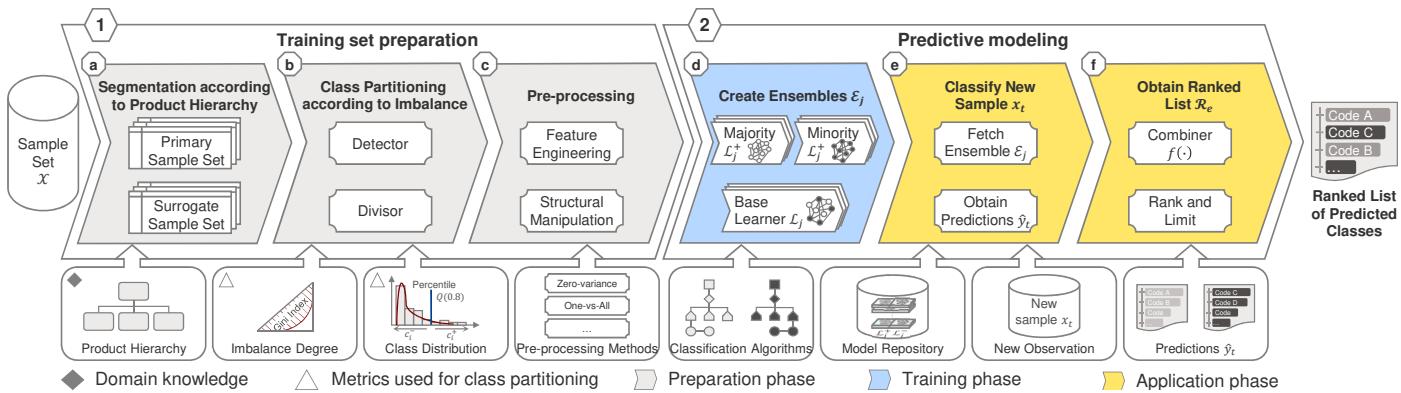 1
Training set preparation
2
Predictive modeling
Sample
Set
𝒳
a
Segmentation according
to Product Hierarchy
Primary
Sample Set
Surrogate
Sample Set
b
Class Partitioning
according to Imbalance
Detector
Divisor
c
Pre-processing
Feature
Engineering
Structural
Manipulation
d
Create Ensembles ℰj
Majority
ℒj+
Minority
ℒj+
Base
Learner ℒj
e
Classify New
Sample xt
Fetch
Ensemble ℰj
Obtain
Predictions ŷt
f
Obtain Ranked
List ℛe
Combiner
f(·)
Rank and
Limit
Code A
Code C
Code B
...
Ranked List
of Predicted
Classes
Product Hierarchy
Gini Index
Imbalance Degree
Percentile
Q(0.8)
ci- ci+
Class Distribution
Zero-variance
One-vs-All
...
Pre-processing Methods
Classification Algorithms
ℒi+ ℒi-
Model Repository
New
sample xt
New Observation
Code A
Code B
Code
Code C
Code D
Code
...
Predictions ŷt
Domain knowledge
Metrics used for class partitioning
Preparation phase
Training phase
Application phase